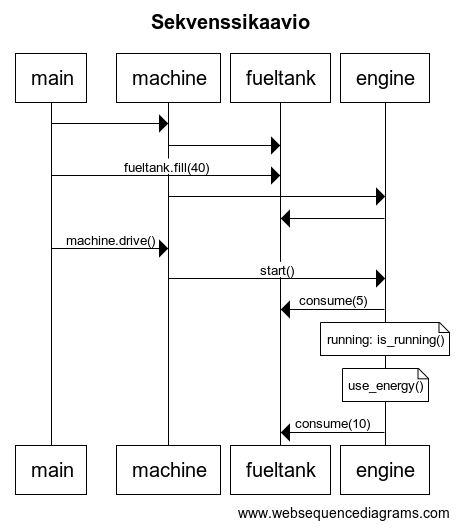 Sekvenssikaavio
main
machine
fueltank
engine
fueltank.fill(40)
machine.drive()
start()
consume(5)
running: is_running()
use_energy()
consume(10)
main
machine
fueltank
engine
www.websequencediagrams.com